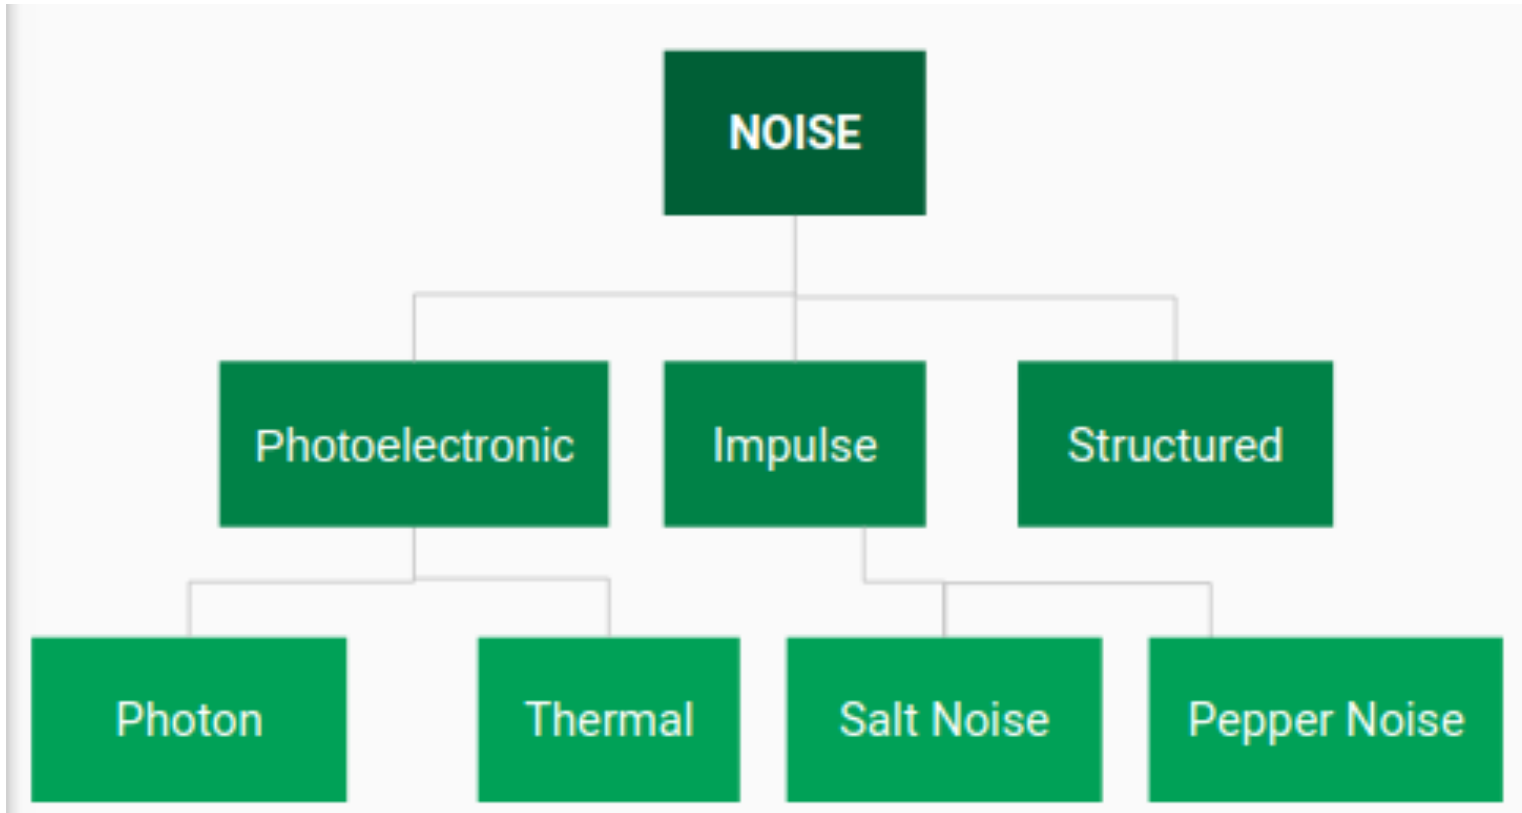 NOISE
Photoelectronic
Impulse
Structured
Photon
Thermal
Salt Noise
Pepper Noise